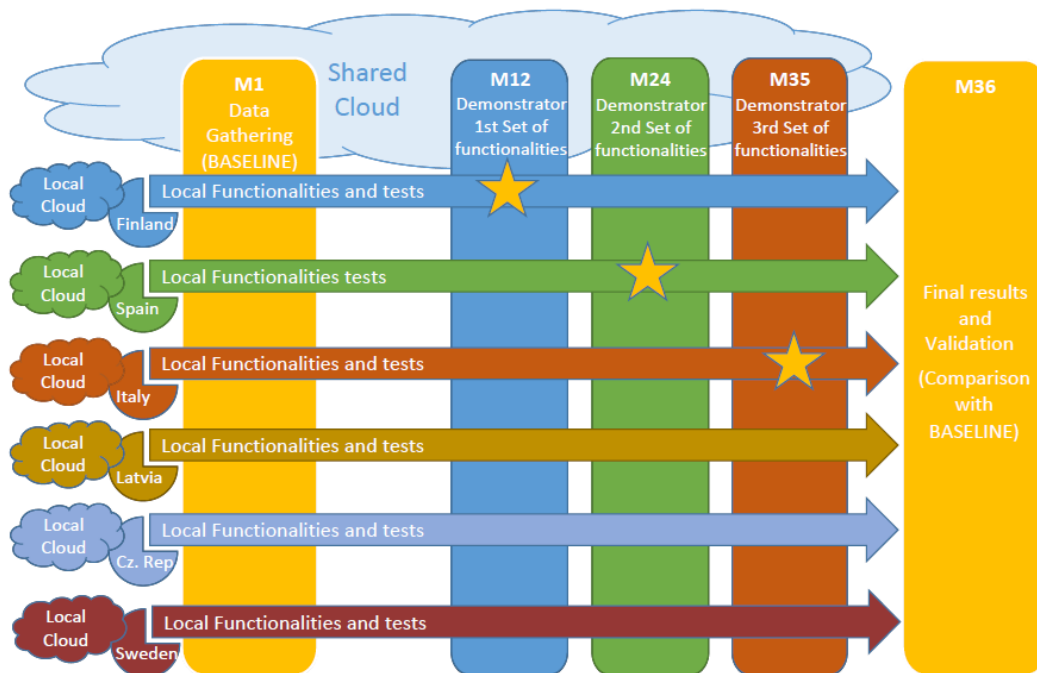 Shared
Cloud
M1
Data
Gathering
(BASELINE)
M12
Demonstrator
1st Set of
functionalities
M24
Demonstrator
2nd Set of
functionalities
M35
Demonstrator
3rd Set of
functionalities
M36
Final results
and
Validation
(Comparison
with
BASELINE)
Local
Cloud
Finland
Local Functionalities and tests
Local
Cloud
Spain
Local Functionalities tests
Local
Cloud
Italy
Local Functionalities and tests
Local
Cloud
Latvia
Local Functionalities and tests
Local
Cloud
Cz. Rep
Local Functionalities and tests
Local
Cloud
Sweden
Local Functionalities and tests